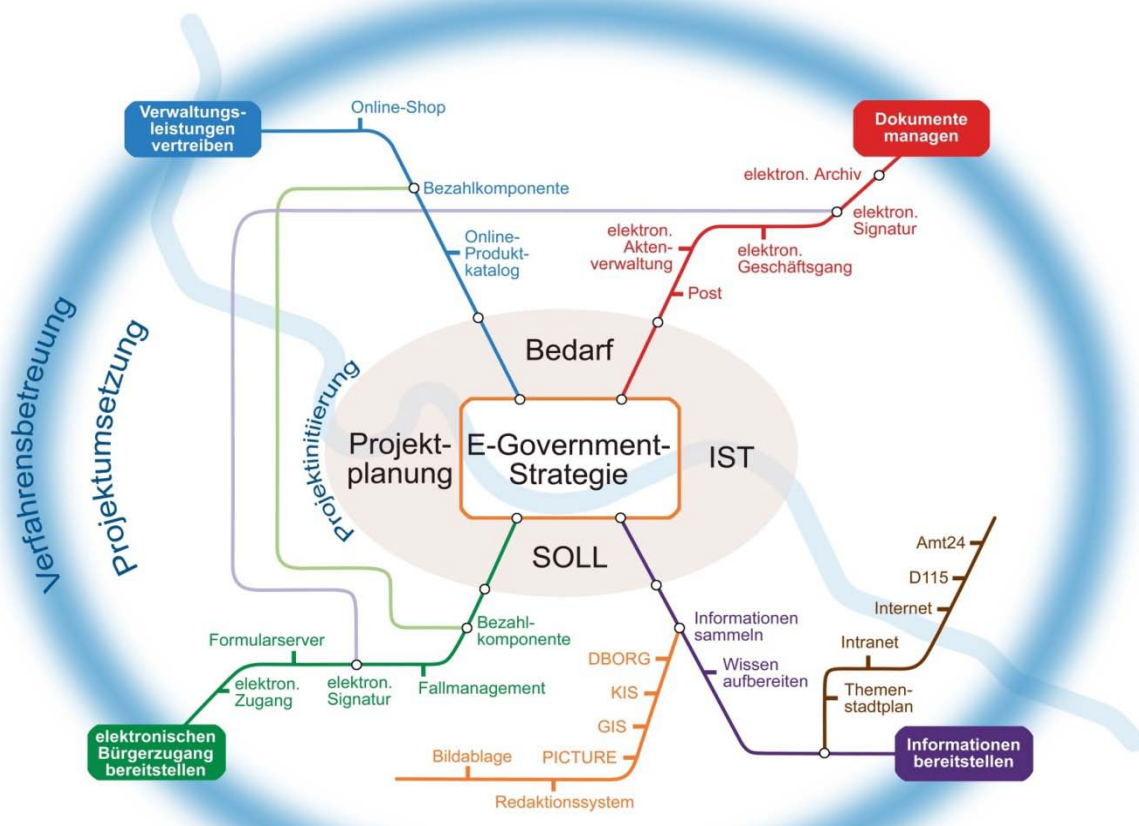 Verwaltungs-
leistungen
vertreiben
Online-Shop
Bezahlkomponente
Online-
Produkt-
katalog
Dokumente
managen
elektron. Archiv
elektron.
Signatur
elektron.
Akten-
verwaltung
elektron.
Geschäftsgang
Post
Verfahrensbetreuung
Projektumsetzung
Projektinitiierung
Bedarf
Projekt-
planung
E-Government-
Strategie
IST
SOLL
Bezahl-
komponente
Formularserver
elektron.
Zugang
elektron.
Signatur
Fallmanagement
elektronischen
Bürgerzugang
bereitstellen
Informationen
sammeln
Wissen
aufbereiten
DBORG
KIS
GIS
PICTURE
Bildablage
Redaktionssystem
Amt24
D115
Internet
Intranet
Themen-
stadtplan
Informationen
bereitstellen